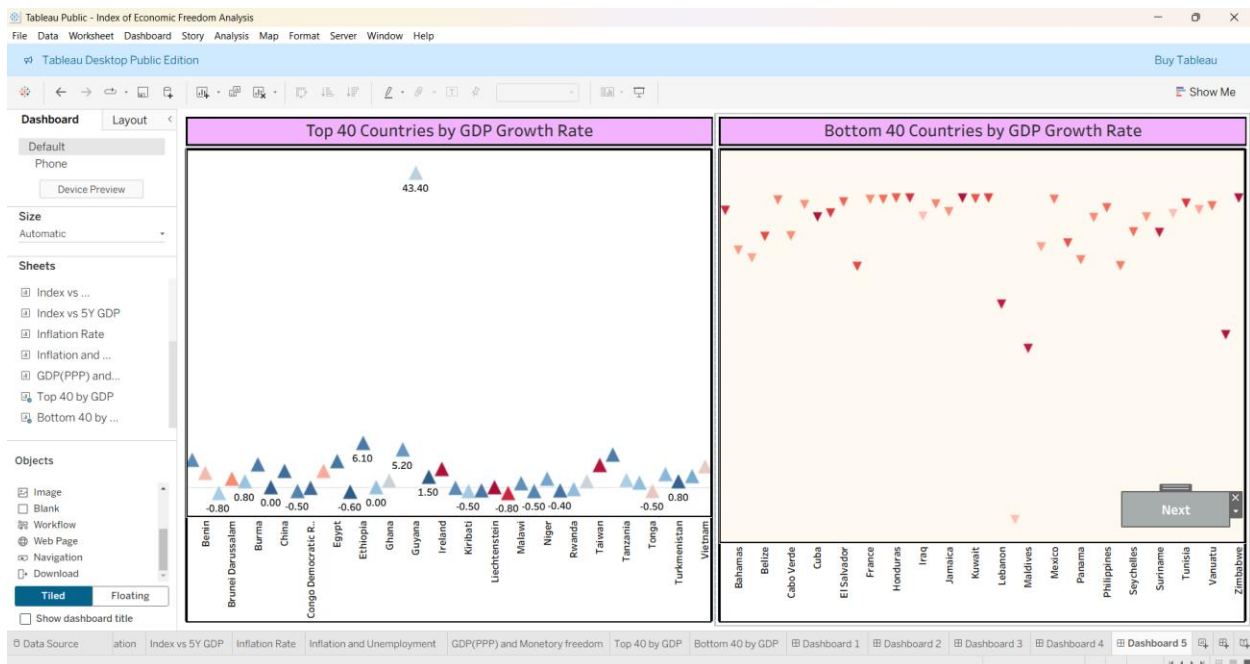 Tableau Public - Index of Economic Freedom Analysis
File Data Worksheet Dashboard Story Analysis Map Format Server Window Help
Tableau Desktop Public Edition
Buy Tableau
Show Me
Dashboard
Layout
Default
Phone
Device Preview
Size
Automatic
Sheets
Index vs ...
Index vs 5Y GDP
Inflation Rate
Inflation and ...
GDP(PPP) and...
Top 40 by GDP
Bottom 40 by ...
Objects
Image
Blank
Workflow
Web Page
Navigation
Download
Tiled
Floating
Show dashboard title
Top 40 Countries by GDP Growth Rate
43.40
6.10
5.20
0.80
0.00
0.00
1.50
0.80
-0.80
-0.50
-0.60
-0.50
-0.80
-0.50
-0.40
-0.50
Benin
Brunei Darussalam
Burma
China
Congo Democratic R..
Egypt
Ethiopia
Ghana
Guyana
Ireland
Kiribati
Liechtenstein
Malawi
Niger
Rwanda
Taiwan
Tanzania
Tonga
Turkmenistan
Vietnam
Bottom 40 Countries by GDP Growth Rate
Next
Bahamas
Belize
Cabo Verde
Cuba
El Salvador
France
Honduras
Iraq
Jamaica
Kuwait
Lebanon
Maldives
Mexico
Panama
Philippines
Seychelles
Suriname
Tunisia
Vanuatu
Zimbabwe
Data Source
ation
Index vs 5Y GDP
Inflation Rate
Inflation and Unemployment
GDP(PPP) and Monetory freedom
Top 40 by GDP
Bottom 40 by GDP
Dashboard 1
Dashboard 2
Dashboard 3
Dashboard 4
Dashboard 5